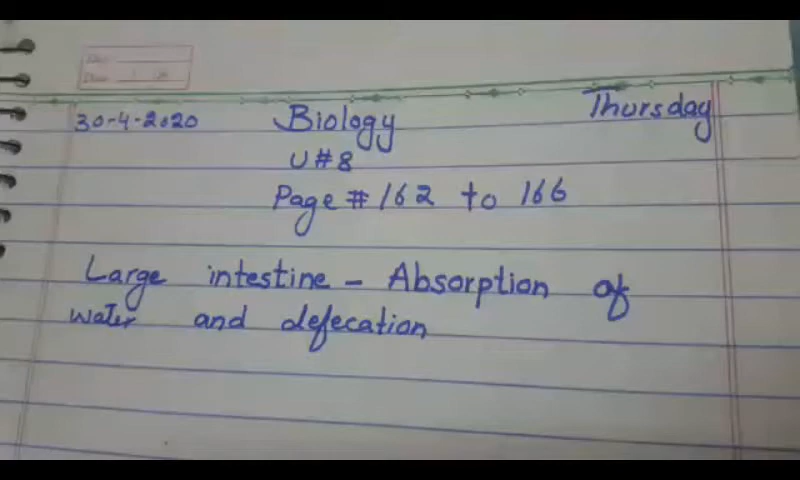 30-4-2020 Biology Thursday
U#8
Page # 162 to 166
Large intestine - Absorption of
water and defecation